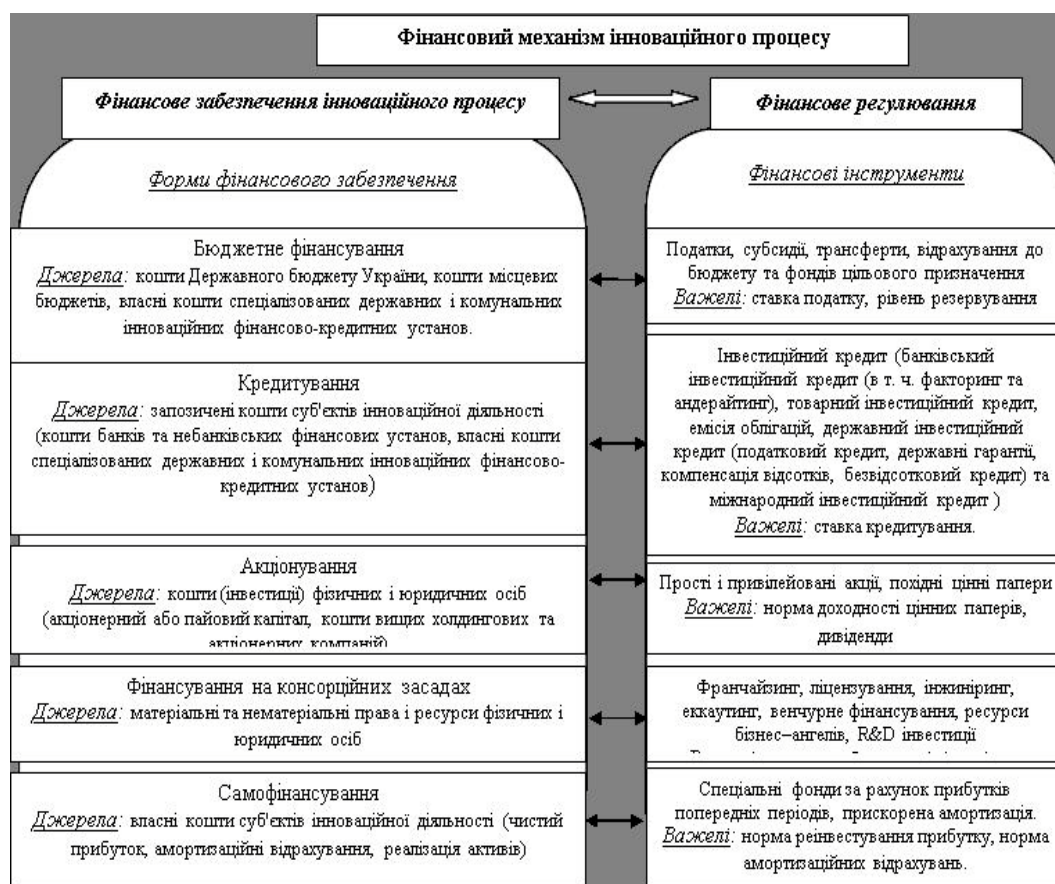 Фінансовий механізм інноваційного процесу
Фінансове забезпечення інноваційного процесу
Фінансове регулювання
Форми фінансового забезпечення
Фінансові інструменти
Бюджетне фінансування
Джерела: кошти Державного бюджету України, кошти місцевих
бюджетів, власні кошти спеціалізованих державних і комунальних
інноваційних фінансово-кредитних установ.
Податки, субсидії, трансферти, відрахування до
бюджету та фондів цільового призначення
Важелі: ставка податку, рівень резервування
Кредитування
Джерела: запозичені кошти суб'єктів інноваційної діяльності
(кошти банків та небанківських фінансових установ, власні кошти
спеціалізованих державних і комунальних інноваційних фінансово-
кредитних установ)
Інвестиційний кредит (банківський
інвестиційний кредит (в т. ч. факторинг та
андерайтинг), товарний інвестиційний кредит,
емісія облігацій, державний інвестиційний
кредит (податковий кредит, державні гарантії,
компенсація відсотків, безвідсотковий кредит) та
міжнародний інвестиційний кредит )
Важелі: ставка кредитування.
Акціонування
Джерела: кошти (інвестиції) фізичних і юридичних осіб
(акціонерний або пайовий капітал, кошти вищих холдингових та
акціонерних компаній)
Прості і привілейовані акції, похідні цінні папери
Важелі: норма доходності цінних паперів,
дивіденди
Фінансування на консорційних засадах
Джерела: матеріальні та нематеріальні права і ресурси фізичних і
юридичних осіб
Франчайзинг, ліцензування, інжиніринг,
еккаутинг, венчурне фінансування, ресурси
бізнес–ангелів, R&D інвестиції
Самофінансування
Джерела: власні кошти суб'єктів інноваційної діяльності (чистий
прибуток, амортизаційні відрахування, реалізація активів)
Спеціальні фонди за рахунок прибутків
попередніх періодів, прискорена амортизація.
Важелі: норма реінвестування прибутку, норма
амортизаційних відрахувань.